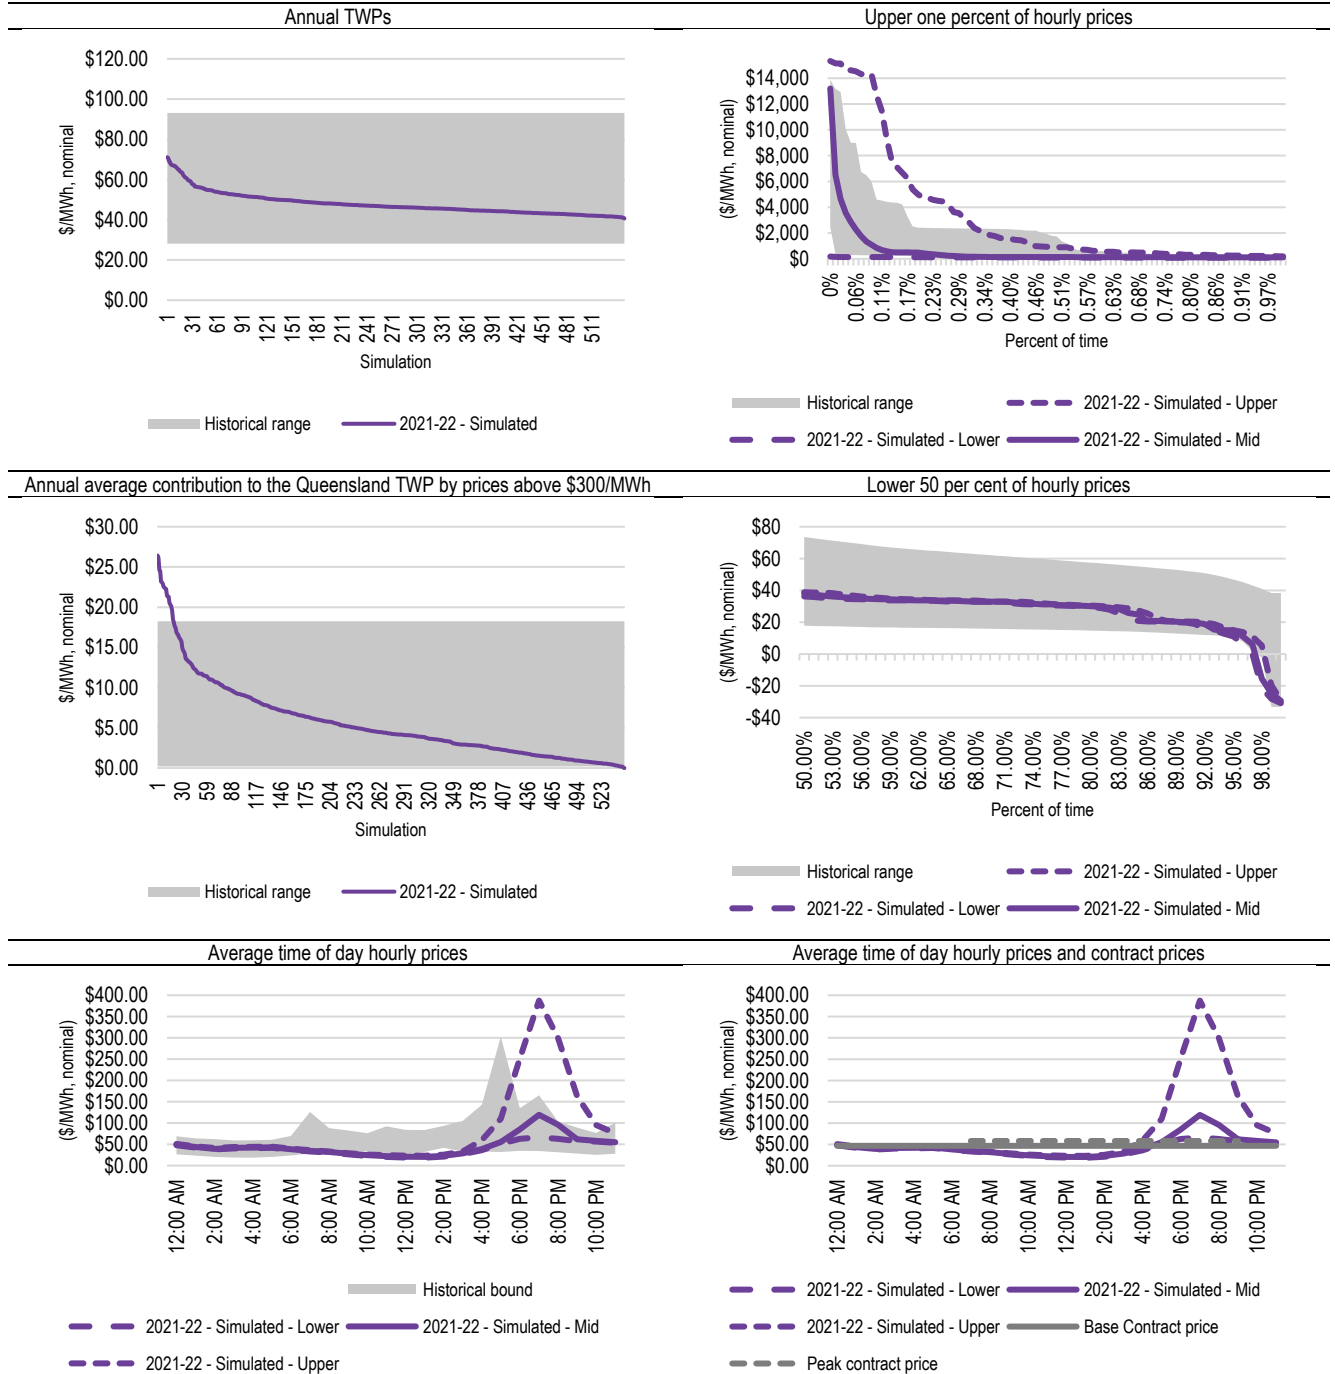 Annual TWPs
$/MWh, nominal
$120.00
$100.00
$80.00
$60.00
$40.00
$20.00
$0.00
1 31 61 91 121 151 181 211 241 271 301 331 361 391 421 451 481 511
Simulation
Historical range 2021-22 - Simulated
Upper one percent of hourly prices
($/MWh, nominal)
$14,000
$12,000
$10,000
$8,000
$6,000
$4,000
$2,000
$0
0% 0.06% 0.11% 0.17% 0.23% 0.29% 0.34% 0.40% 0.46% 0.51% 0.57% 0.63% 0.68% 0.74% 0.80% 0.86% 0.91% 0.97%
Percent of time
Historical range 2021-22 - Simulated - Upper
2021-22 - Simulated - Lower 2021-22 - Simulated - Mid
Annual average contribution to the Queensland TWP by prices above $300/MWh
$/MWh, nominal
$30.00
$25.00
$20.00
$15.00
$10.00
$5.00
$0.00
1 30 59 88 117 146 175 204 233 262 291 320 349 378 407 436 465 494 523
Simulation
Historical range 2021-22 - Simulated
Lower 50 per cent of hourly prices
($/MWh, nominal)
$80
$60
$40
$20
$0
-$20
-$40
50.00% 53.00% 56.00% 59.00% 62.00% 65.00% 68.00% 71.00% 74.00% 77.00% 80.00% 83.00% 86.00% 89.00% 92.00% 95.00% 98.00%
Percent of time
Historical range 2021-22 - Simulated - Upper
2021-22 - Simulated - Lower 2021-22 - Simulated - Mid
Average time of day hourly prices
($/MWh, nominal)
$400.00
$350.00
$300.00
$250.00
$200.00
$150.00
$100.00
$50.00
$0.00
12:00 AM 2:00 AM 4:00 AM 6:00 AM 8:00 AM 10:00 AM 12:00 PM 2:00 PM 4:00 PM 6:00 PM 8:00 PM 10:00 PM
Historical bound
2021-22 - Simulated - Lower 2021-22 - Simulated - Mid
2021-22 - Simulated - Upper
Average time of day hourly prices and contract prices
($/MWh, nominal)
$400.00
$350.00
$300.00
$250.00
$200.00
$150.00
$100.00
$50.00
$0.00
12:00 AM 2:00 AM 4:00 AM 6:00 AM 8:00 AM 10:00 AM 12:00 PM 2:00 PM 4:00 PM 6:00 PM 8:00 PM 10:00 PM
2021-22 - Simulated - Lower 2021-22 - Simulated - Mid
2021-22 - Simulated - Upper Base Contract price
Peak contract price